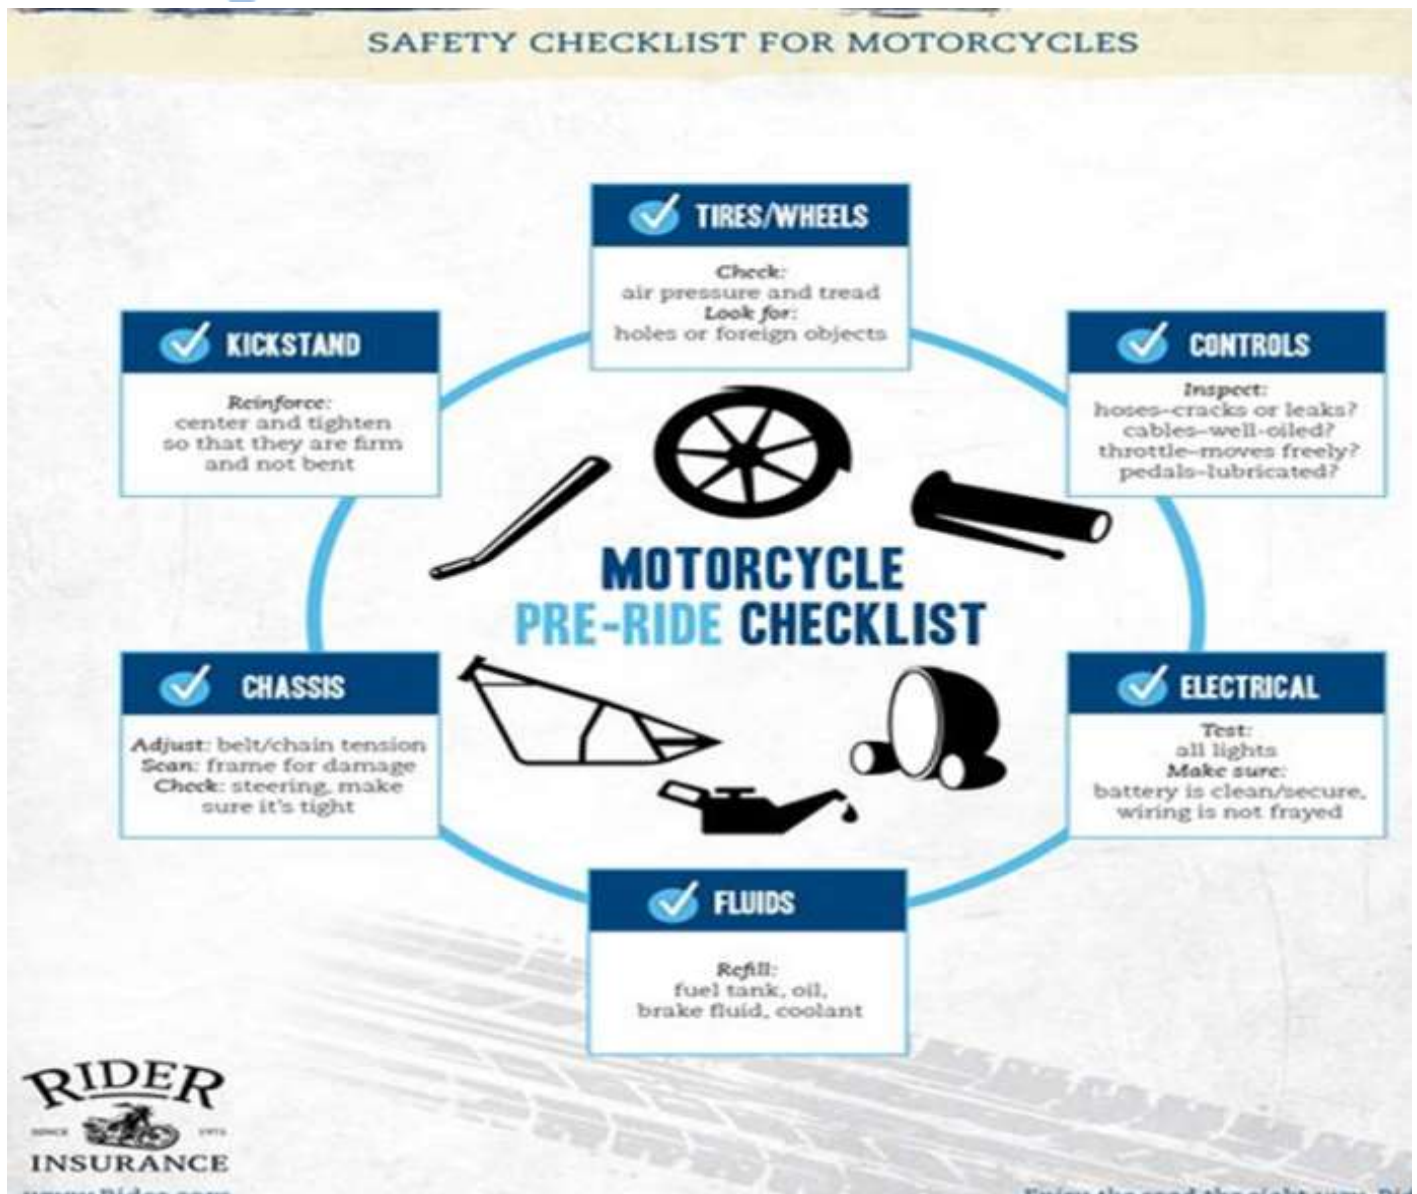 SAFETY CHECKLIST FOR MOTORCYCLES
TIRES/WHEELS
Check:
air pressure and tread
Look for:
holes or foreign objects
KICKSTAND
Reinforce:
center and tighten
so that they are firm
and not bent
CONTROLS
Inspect:
hoses-cracks or leaks?
cables-well-oiled?
throttle-moves freely?
pedals-lubricated?
MOTORCYCLE
PRE-RIDE CHECKLIST
CHASSIS
Adjust: belt/chain tension
Scan: frame for damage
Check: steering, make
sure it's tight
ELECTRICAL
Test:
all lights
Make sure:
battery is clean/secure,
wiring is not frayed
FLUIDS
Refill:
fuel tank, oil,
brake fluid, coolant
RIDER
SINCE
INSURANCE